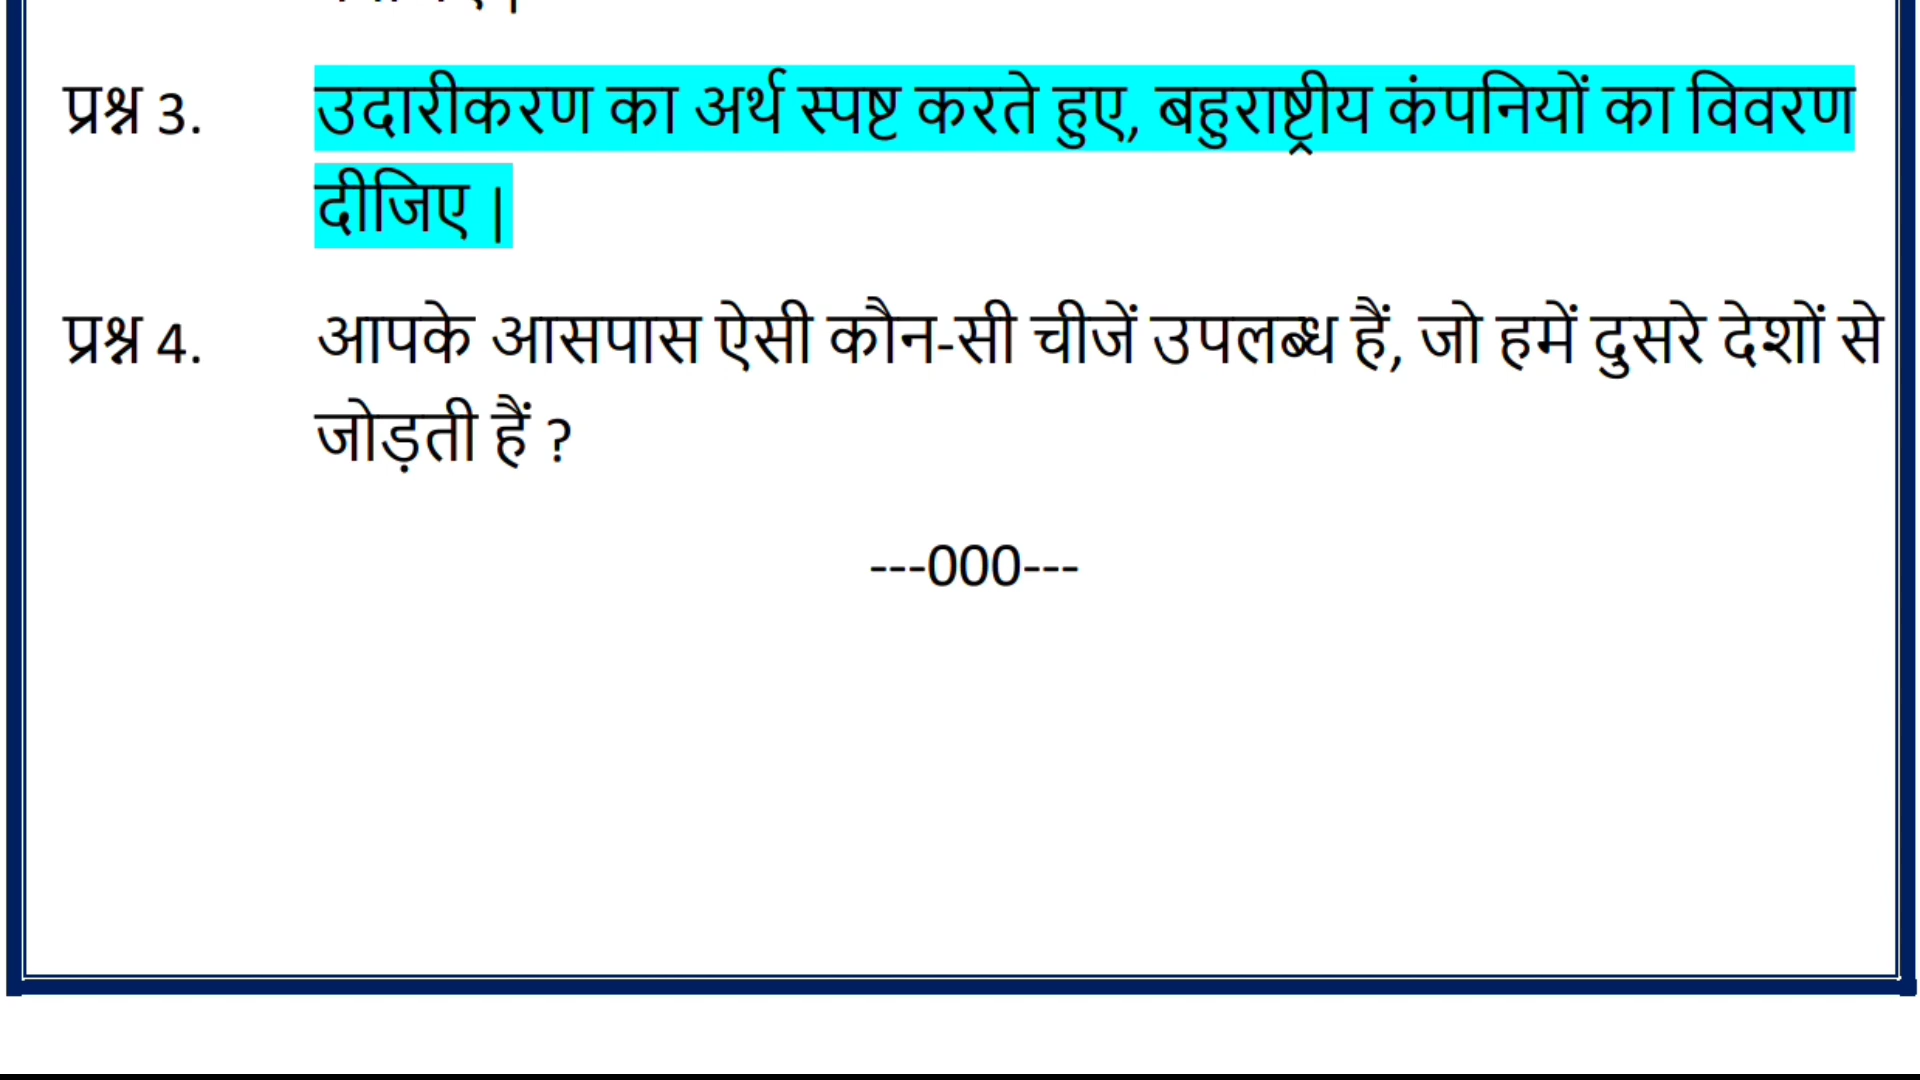 प्रश्न 3. उदारीकरण का अर्थ स्पष्ट करते हुए, बहुराष्ट्रीय कंपनियों का विवरण
दीजिए |
प्रश्न 4. आपके आसपास ऐसी कौन-सी चीजें उपलब्ध हैं, जो हमें दुसरे देशों से
जोड़ती हैं ?
---000---